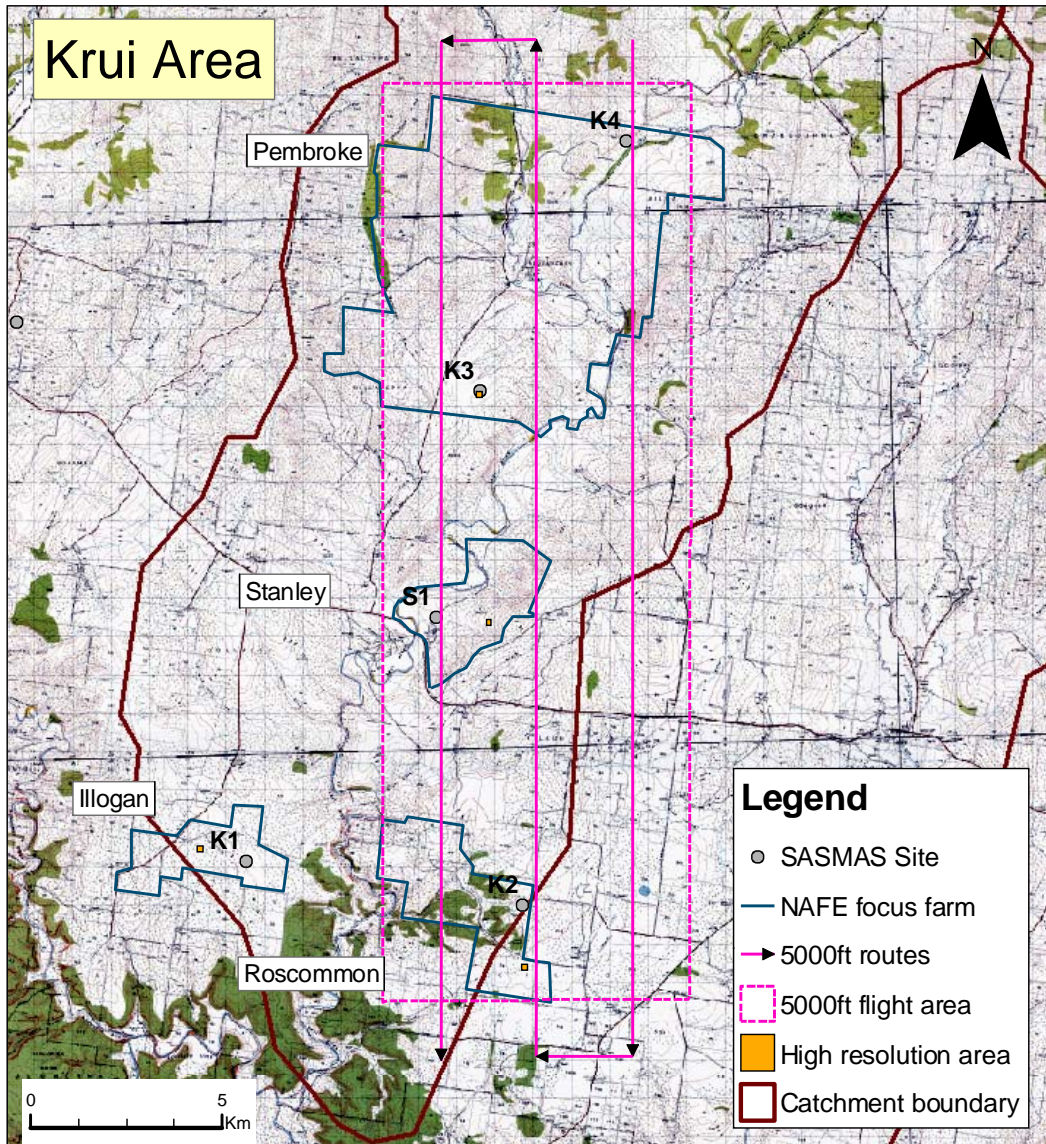 Krui Area
N
K4
Pembroke
K3
Stanley
S1
Illogan
K1
K2
Roscommon
Legend
SASMAS Site
NAFE focus farm
5000ft routes
5000ft flight area
High resolution area
Catchment boundary
0 5
Km